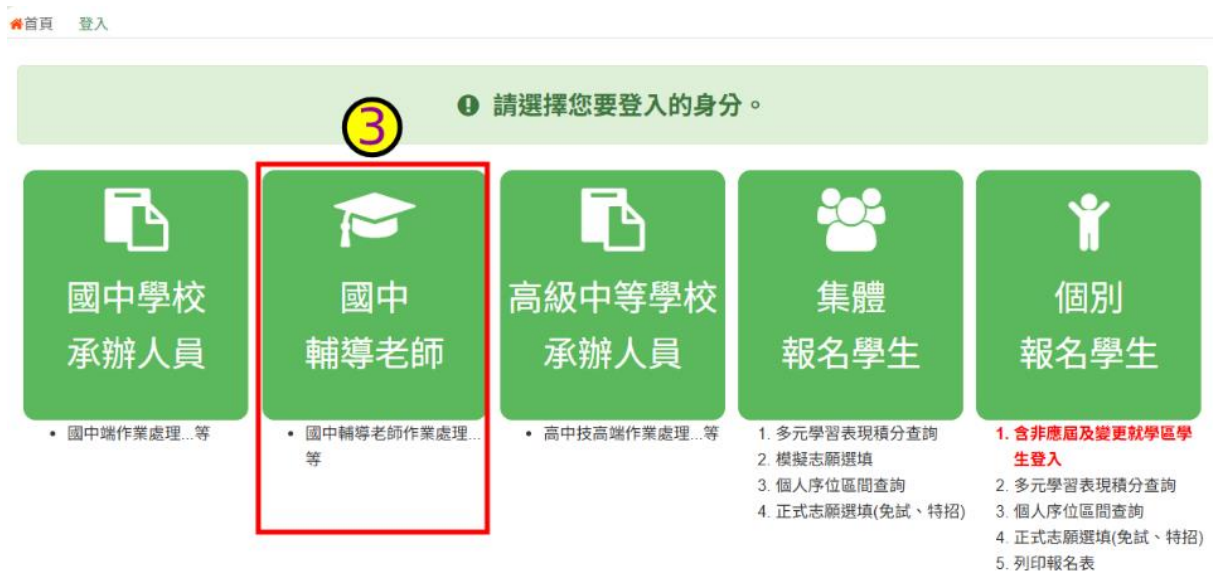 首頁 登入
請選擇您要登入的身分。
3
國中學校
承辦人員
國中
輔導老師
高級中等學校
承辦人員
集體
報名學生
個別
報名學生
• 國中端作業處理...等
• 國中輔導老師作業處理...
等
• 高中技高端作業處理...等
1. 多元學習表現積分查詢
2. 模擬志願選填
3. 個人序位區間查詢
4. 正式志願選填(免試、特招)
1. 含非應屆及變更就學區學
生登入
2. 多元學習表現積分查詢
3. 個人序位區間查詢
4. 正式志願選填(免試、特招)
5. 列印報名表